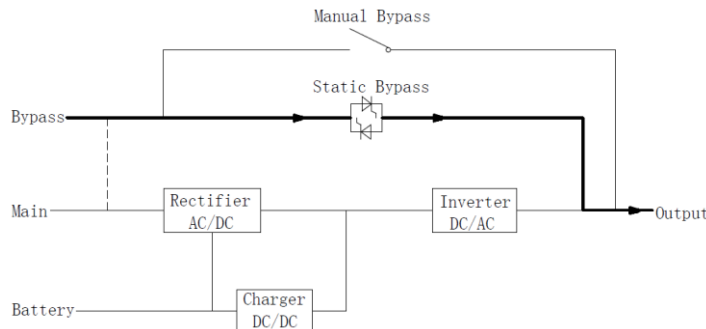 Manual Bypass
Static Bypass
Bypass
Main
Rectifier
AC/DC
Inverter
DC/AC
Output
Battery
Charger
DC/DC